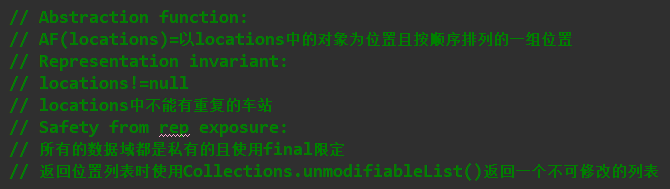 // Abstraction function:
// AF(locations)=以locations中的对象为位置且按顺序排列的一组位置
// Representation invariant:
// locations!=null
// locations中不能有重复的车站
// Safety from rep exposure:
// 所有的数据域都是私有的且使用final限定
// 返回位置列表时使用Collections.unmodifiableList()返回一个不可修改的列表